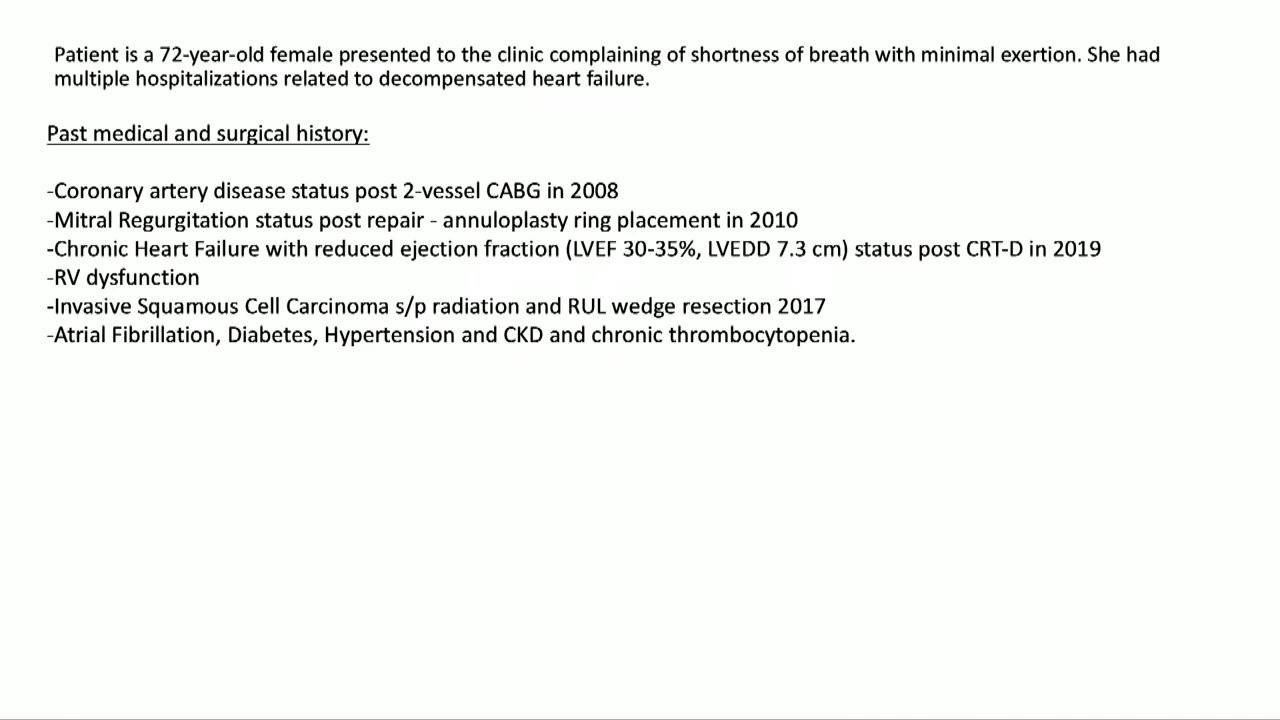 Patient is a 72-year-old female presented to the clinic complaining of shortness of breath with minimal exertion. She had
multiple hospitalizations related to decompensated heart failure.
Past medical and surgical history:
-Coronary artery disease status post 2-vessel CABG in 2008
-Mitral Regurgitation status post repair - annuloplasty ring placement in 2010
-Chronic Heart Failure with reduced ejection fraction (LVEF 30-35%, LVEDD 7.3 cm) status post CRT-D in 2019
-RV dysfunction
-Invasive Squamous Cell Carcinoma s/p radiation and RUL wedge resection 2017
-Atrial Fibrillation, Diabetes, Hypertension and CKD and chronic thrombocytopenia.